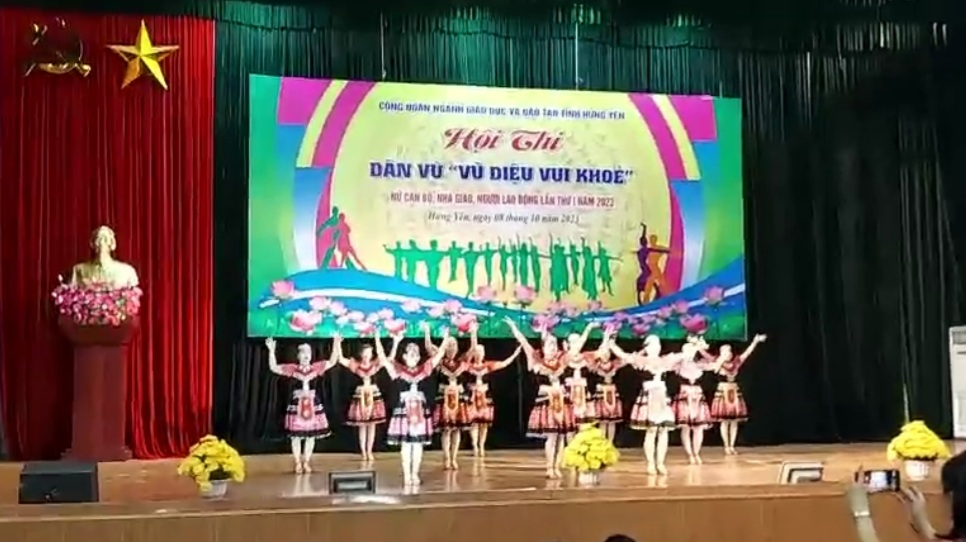 CÔNG ĐOÀN NGÀNH GIÁO DỤC VÀ ĐÀO TẠO TỈNH HƯNG YÊN
Hội Thi
DÂN VŨ "VŨ ĐIỆU VUI KHOẺ"
NỮ CÁN BỘ, NHÀ GIÁO, NGƯỜI LAO ĐỘNG LẦN THỨ I NĂM 2023
Hưng Yên, ngày 08 tháng 10 năm 2023